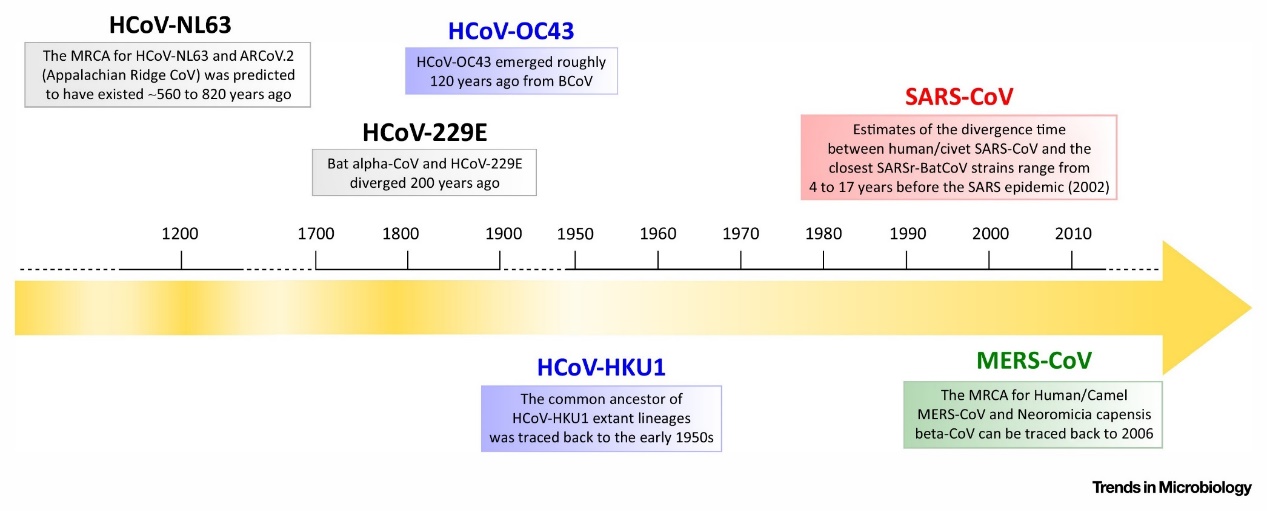 HCoV-NL63
The MRCA for HCoV-NL63 and ARCoV.2
(Appalachian Ridge CoV) was predicted
to have existed ~560 to 820 years ago
HCoV-OC43
HCoV-OC43 emerged roughly
120 years ago from BCoV
HCoV-229E
Bat alpha-CoV and HCoV-229E
diverged 200 years ago
SARS-CoV
Estimates of the divergence time
between human/civet SARS-CoV and the
closest SARSr-BatCoV strains range from
4 to 17 years before the SARS epidemic (2002)
1200 1700 1800 1900 1950 1960 1970 1980 1990 2000 2010
HCoV-HKU1
The common ancestor of
HCoV-HKU1 extant lineages
was traced back to the early 1950s
MERS-CoV
The MRCA for Human/Camel
MERS-CoV and Neoromicia capensis
beta-CoV can be traced back to 2006
Trends in Microbiology